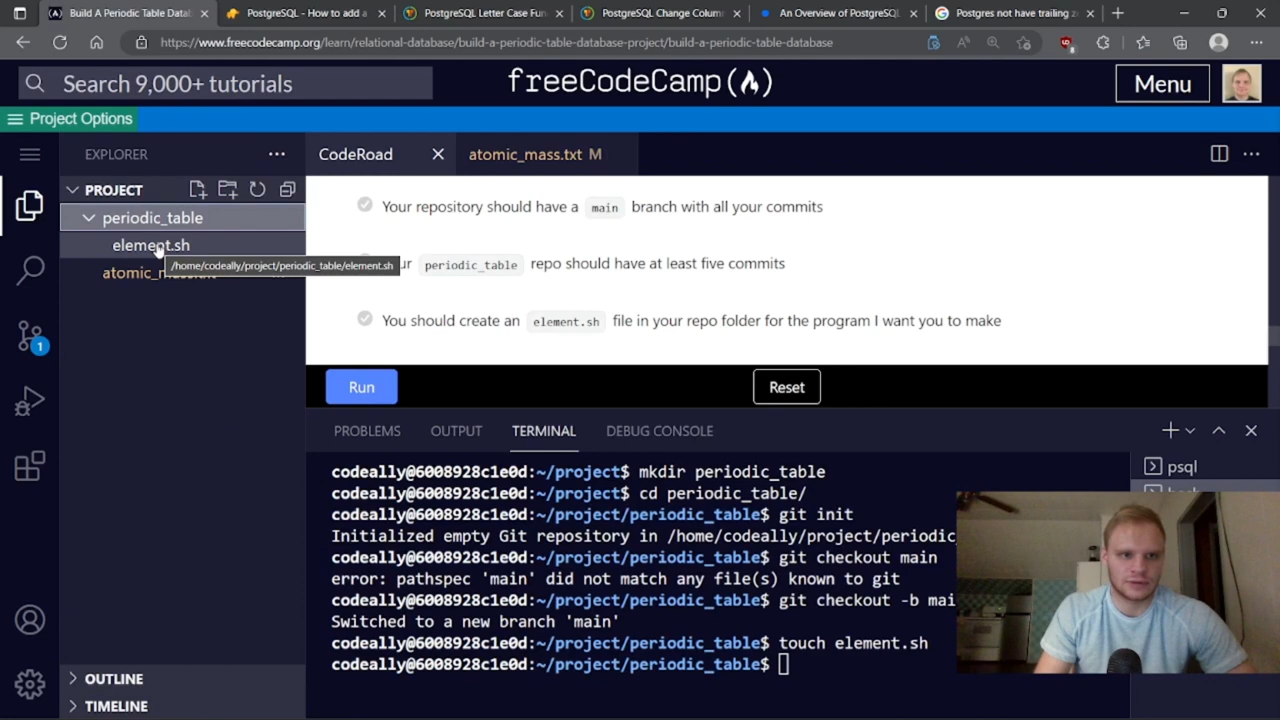 Build A Periodic Table Datab
PostgreSQL - How to add a
PostgreSQL Letter Case Fun
PostgreSQL Change Colum
An Overview of PostgreSQL
Postgres not have trailing z
https://www.freecodecamp.org/learn/relational-database/build-a-periodic-table-database-project/build-a-periodic-table-database
Search 9,000+ tutorials
freeCodeCamp
Menu
Project Options
EXPLORER
CodeRoad
atomic_mass.txt M
PROJECT
periodic_table
element.sh
/home/codeally/project/periodic_table/element.sh
Your repository should have a main branch with all your commits
periodic_table repo should have at least five commits
You should create an element.sh file in your repo folder for the program I want you to make
1
Run
Reset
PROBLEMS
OUTPUT
TERMINAL
DEBUG CONSOLE
psql
codeally@6008928c1e0d:~/project$ mkdir periodic_table
codeally@6008928c1e0d:~/project$ cd periodic_table/
codeally@6008928c1e0d:~/project/periodic_table$ git init
Initialized empty Git repository in /home/codeally/project/periodic_
codeally@6008928c1e0d:~/project/periodic_table$ git checkout main
error: pathspec 'main' did not match any file(s) known to git
codeally@6008928c1e0d:~/project/periodic_table$ git checkout -b mai
Switched to a new branch 'main'
codeally@6008928c1e0d:~/project/periodic_table$ touch element.sh
codeally@6008928c1e0d:~/project/periodic_table$
OUTLINE
TIMELINE